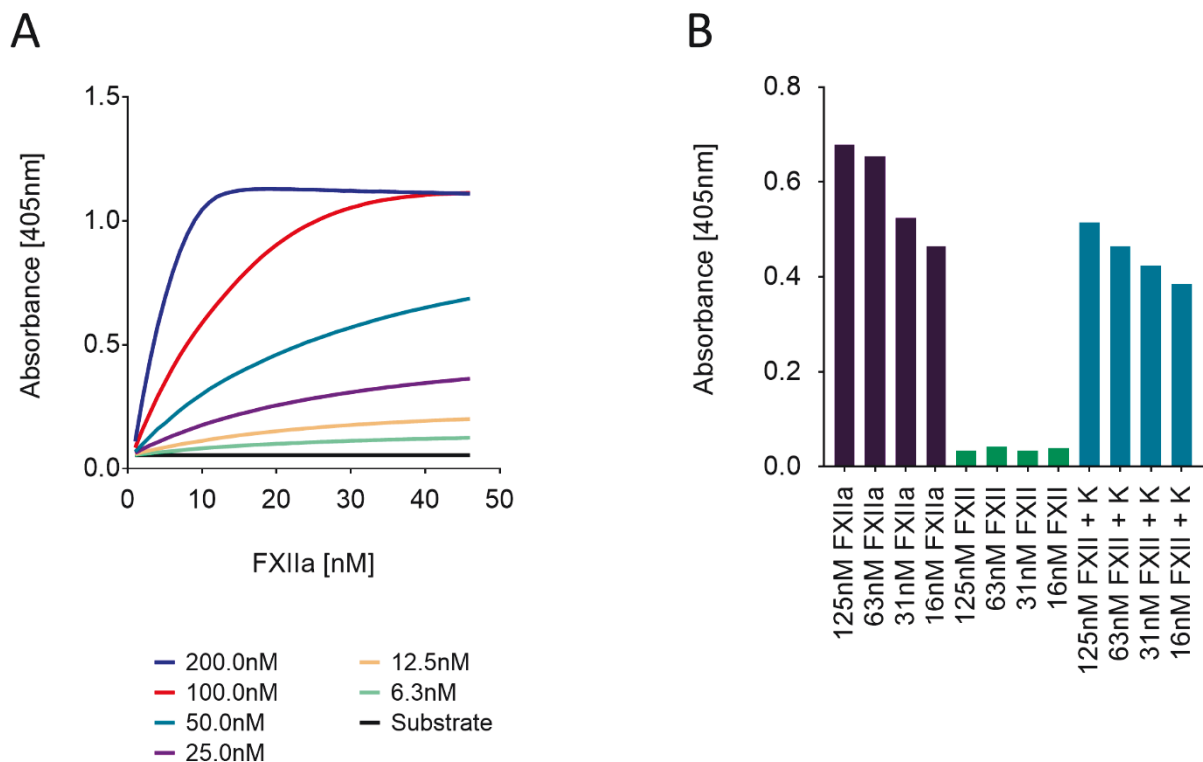 A
Absorbance [405nm]
1.5
1.0
0.5
0.0
0 10 20 30 40 50
FXIIa [nM]
200.0nM
100.0nM
50.0nM
25.0nM
12.5nM
6.3nM
Substrate
B
Absorbance [405nm]
0.8
0.6
0.4
0.2
0.0
125nM FXIIa
63nM FXIIa
31nM FXIIa
16nM FXIIa
125nM FXII
63nM FXII
31nM FXII
16nM FXII
125nM FXII + K
63nM FXII + K
31nM FXII + K
16nM FXII + K